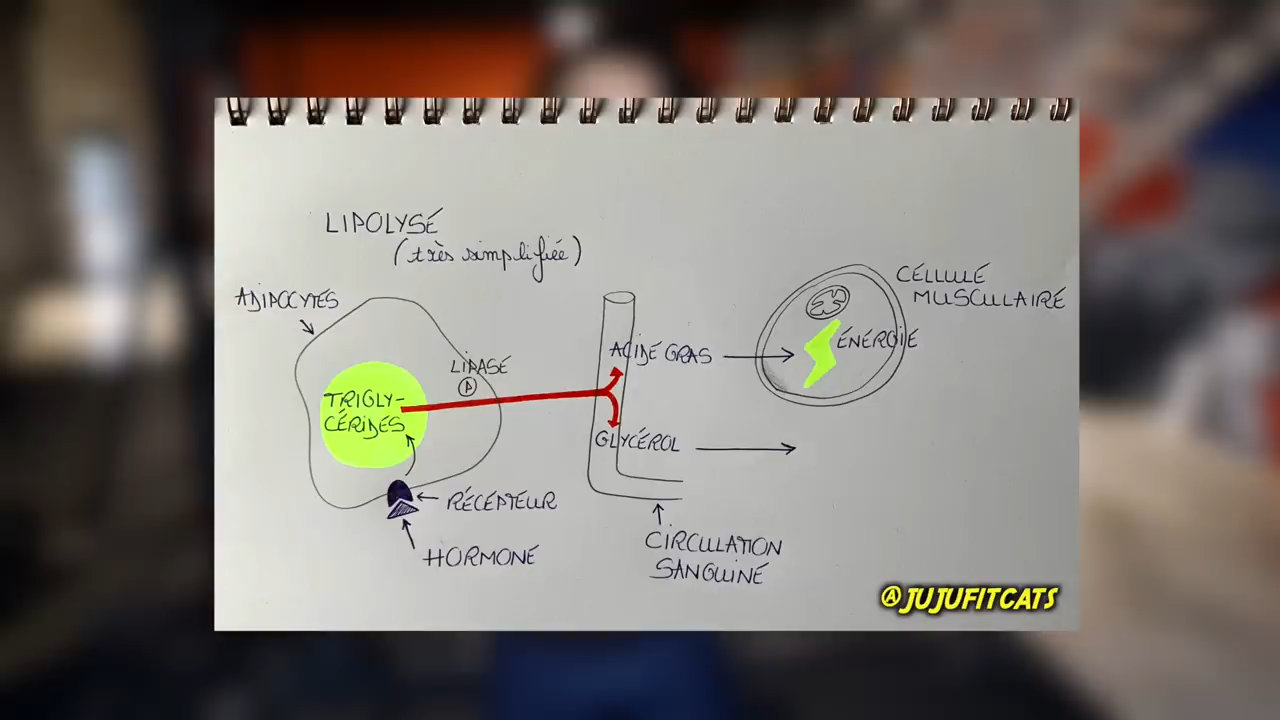 LIPOLYSE
(très simplifiée)
ADIPOCYTES
CELLULE
MUSCULAIRE
ÉNERGIE
ACIDE GRAS
LIPASE
A
TRIGLY-
CÉRIDES
GLYCÉROL
RÉCEPTEUR
HORMONE
CIRCULATION
SANGUINE
@JUJUFITCATS